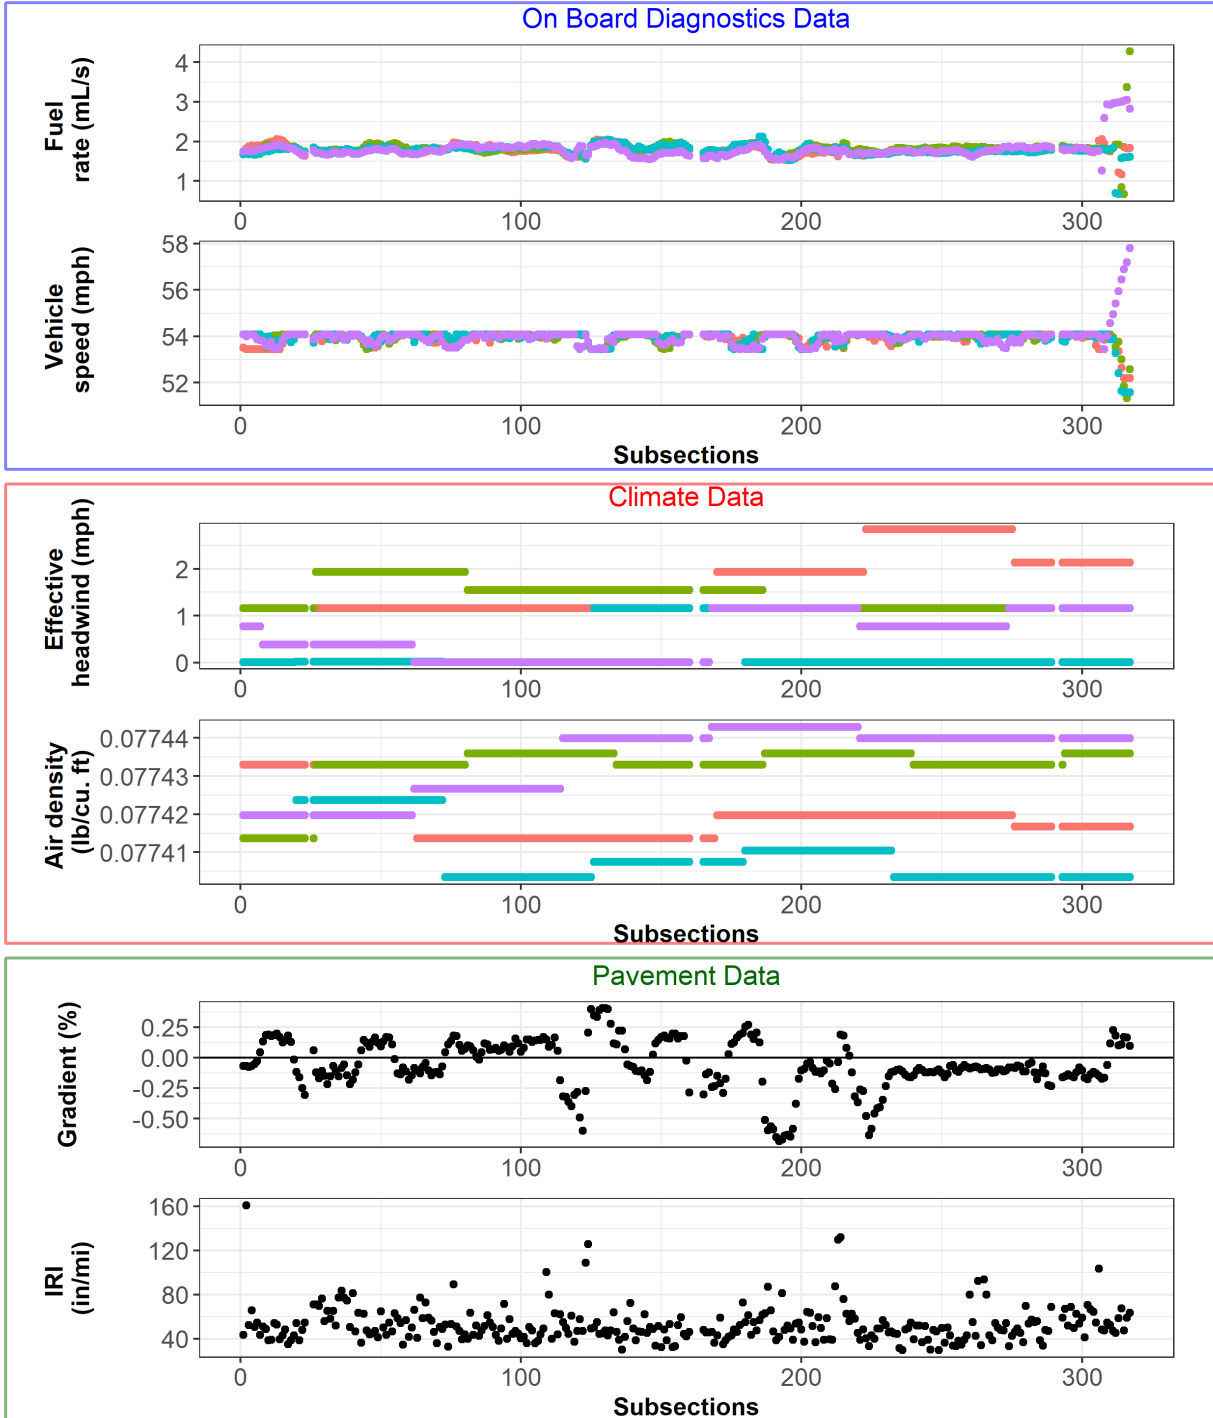 On Board Diagnostics Data
Fuel
rate (mL/s)
4
3
2
1
0 100 200 300
Vehicle
speed (mph)
58
56
54
52
0 100 200 300
Subsections
Climate Data
Effective
headwind (mph)
2
1
0
0 100 200 300
Air density
(lb/cu. ft)
0.07744
0.07743
0.07742
0.07741
0 100 200 300
Subsections
Pavement Data
Gradient (%)
0.25
0.00
-0.25
-0.50
0 100 200 300
IRI
(in/mi)
160
120
80
40
0 100 200 300
Subsections